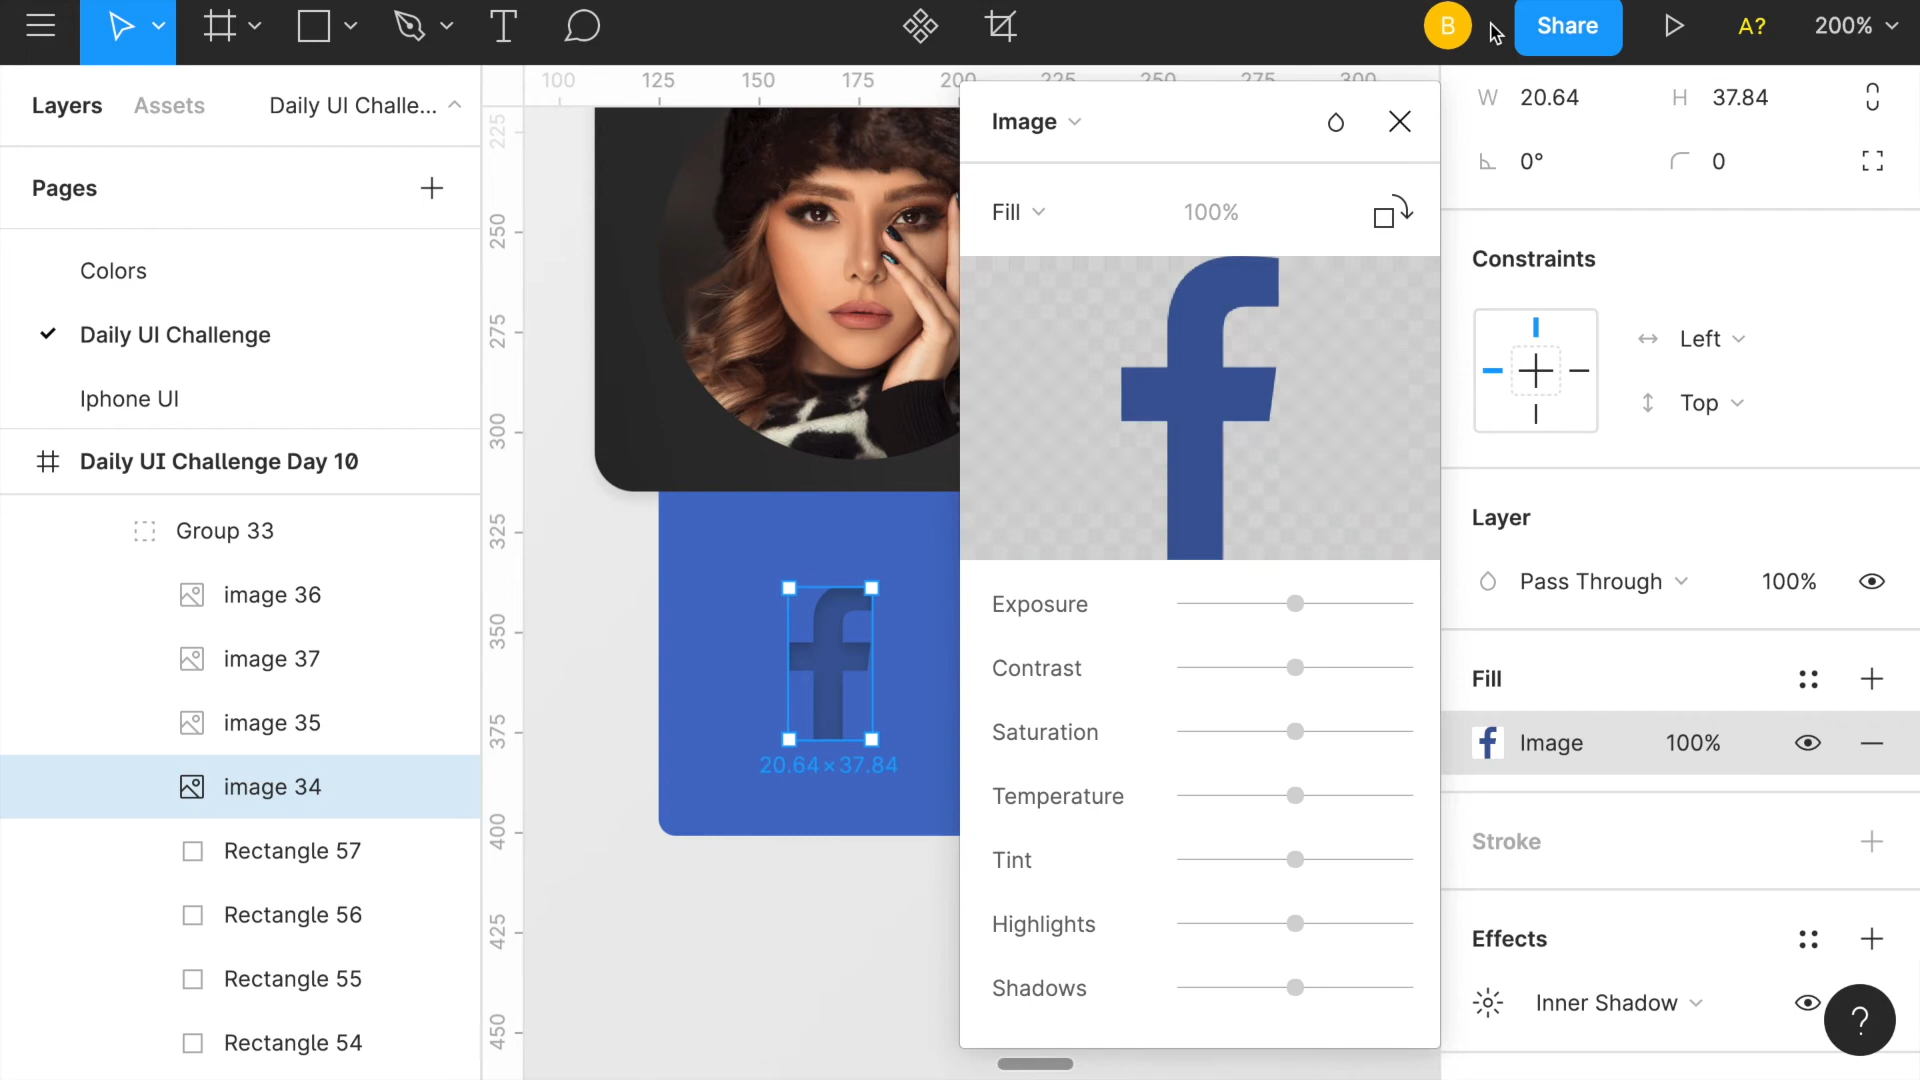 B
Share
A?
200%
Layers
Assets
Daily UI Challe...
Pages
Colors
Daily UI Challenge
Iphone UI
Daily UI Challenge Day 10
Group 33
image 36
image 37
image 35
image 34
Rectangle 57
Rectangle 56
Rectangle 55
Rectangle 54
100 125 150 175 200 225 250 275 300
225
250
275
300
325
350
375
400
425
450
20.64 × 37.84
Image
Fill
100%
Exposure
Contrast
Saturation
Temperature
Tint
Highlights
Shadows
W 20.64
H 37.84
0°
0
Constraints
Left
Top
Layer
Pass Through
100%
Fill
Image
100%
Stroke
Effects
Inner Shadow
?